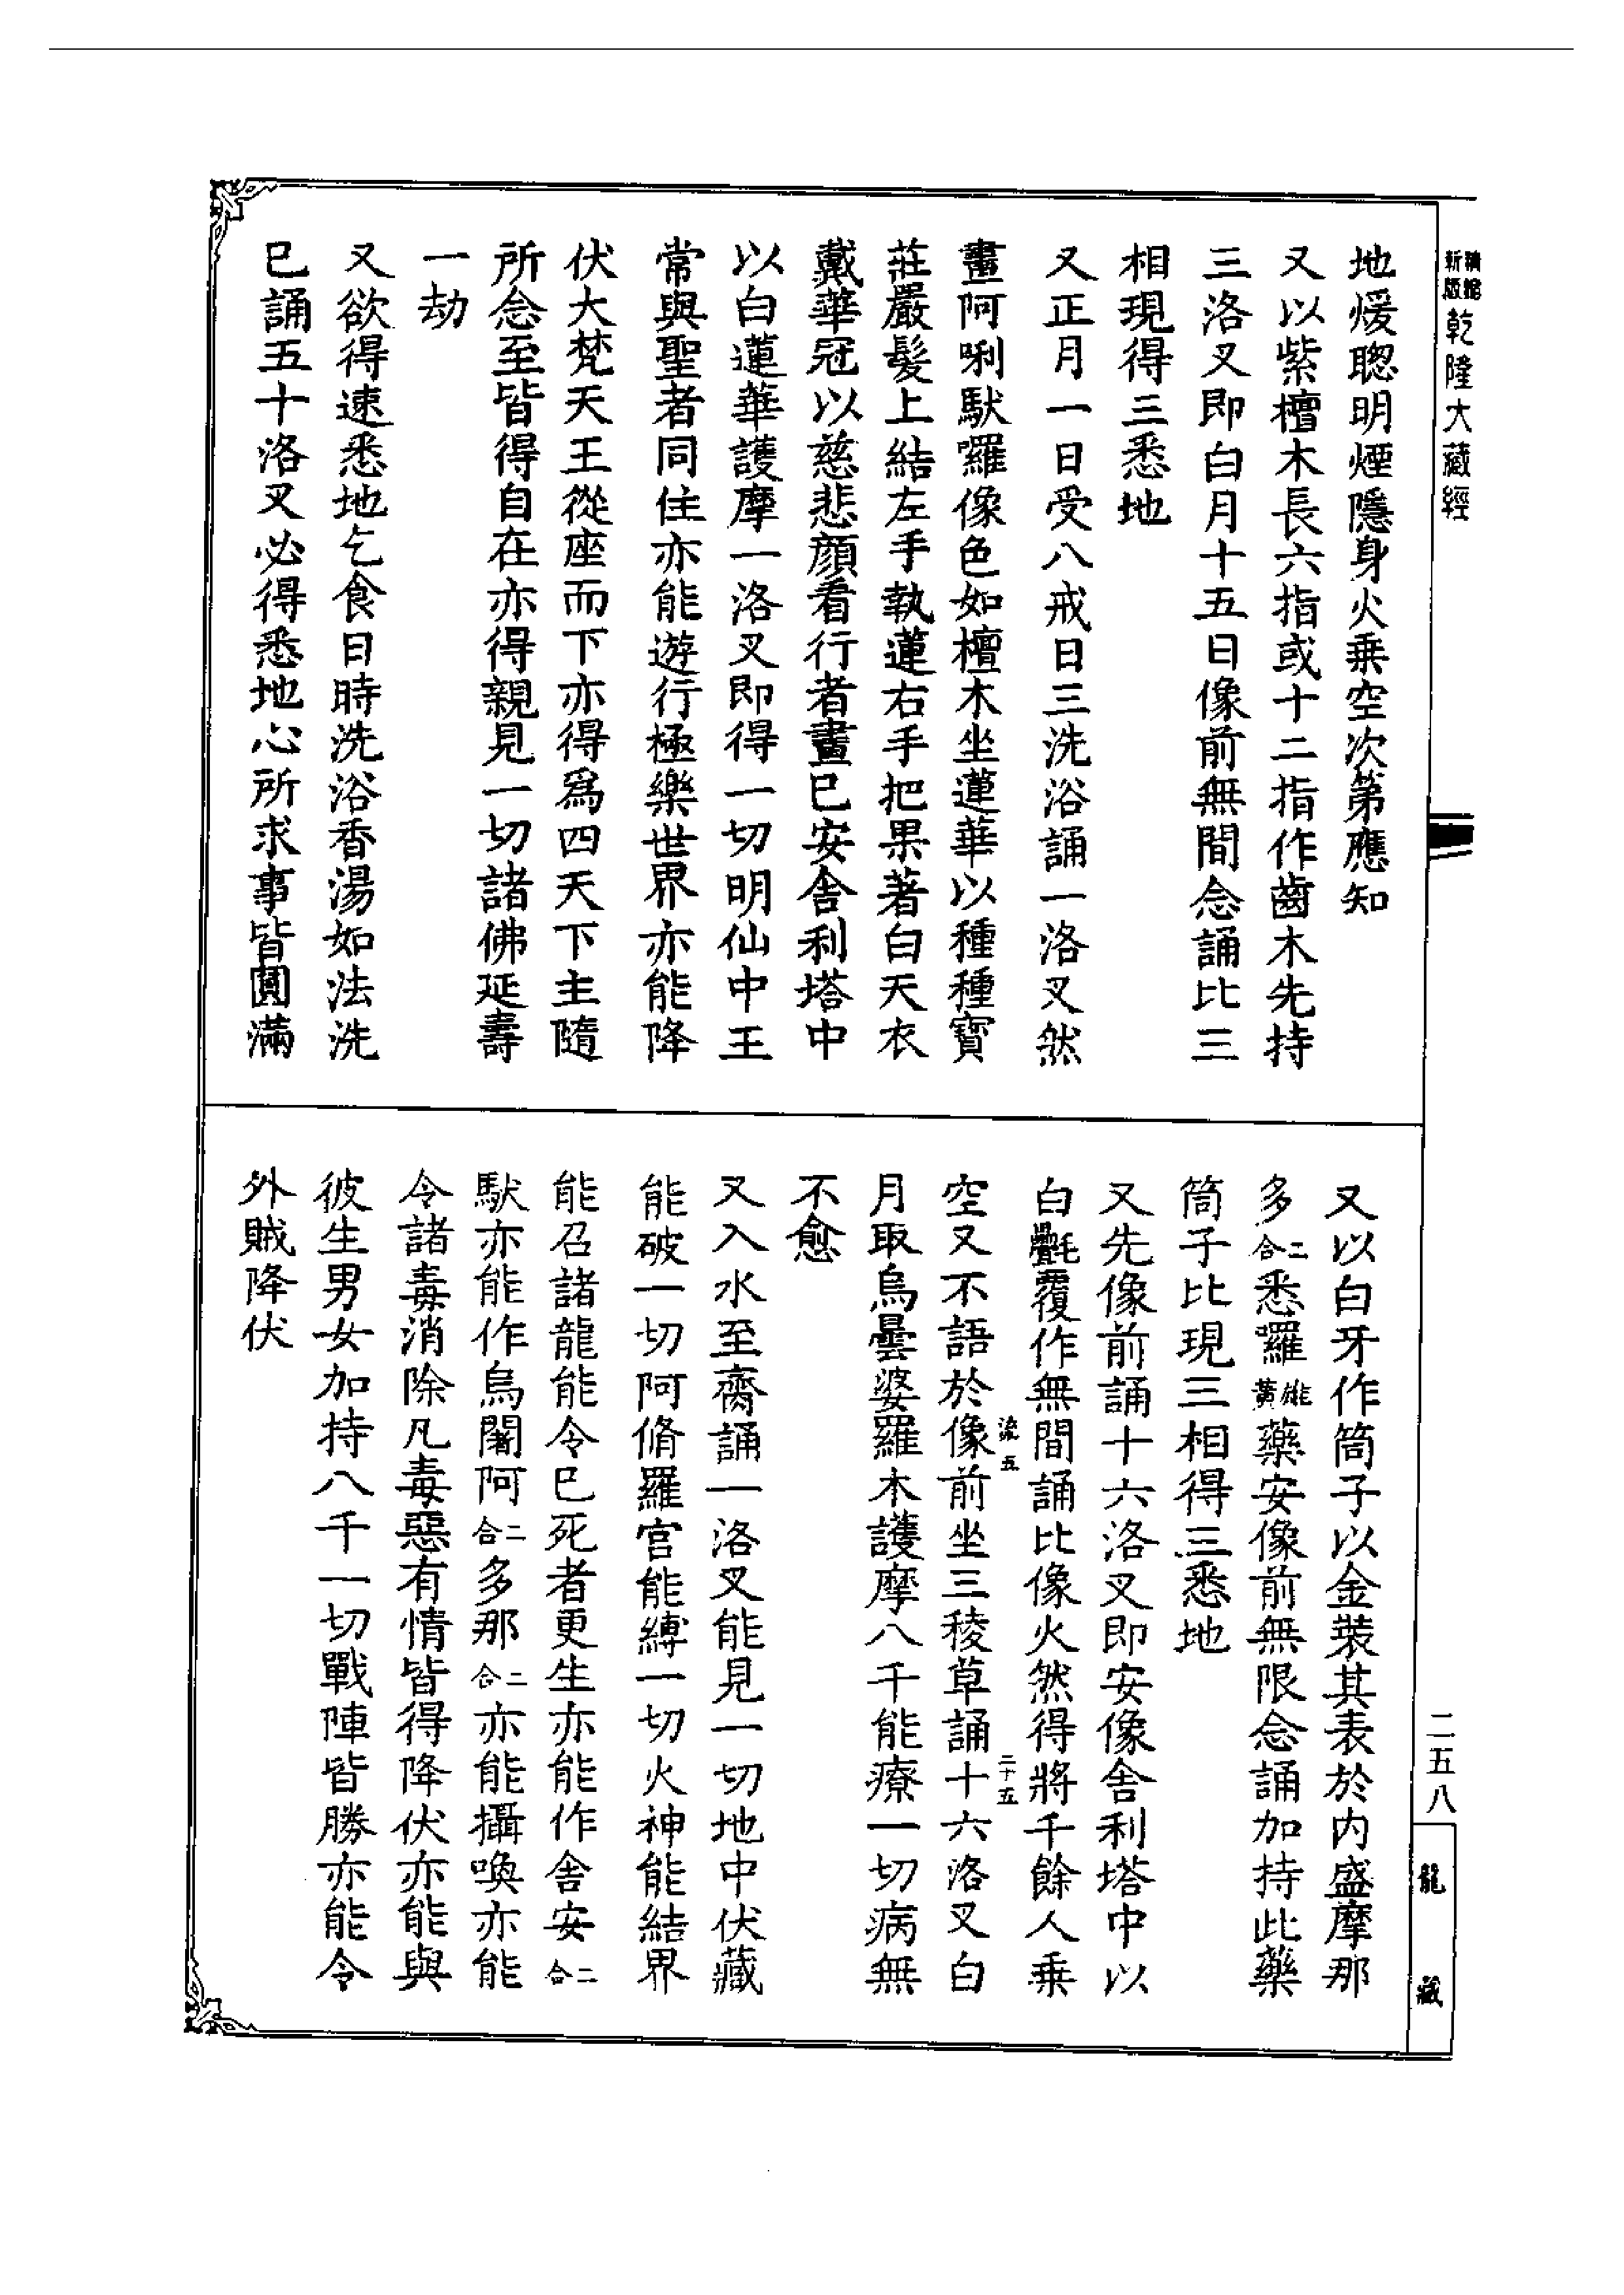 精縮新版乾隆大藏經
地煖聰明煙隱身火乗空次第應知
又以紫檀木長六指或十二指作齒木先持
三洛叉即白月十五日像前無間念誦比三
相現得三悉地
又正月一日受八戒日三洗浴誦一洛叉然
畫阿唎馱囉像色如檀木坐蓮華以種種寳
莊嚴髮上結左手執蓮右手把果著白天衣
戴華冠以慈悲顏看行者畫已安舍利塔中
以白蓮華護摩一洛叉即得一切明仙中王
常與聖者同住亦能遊行極樂世界亦能降
伏大梵天王從座而下亦得爲四天下主隨
所念至皆得自在亦得親見一切諸佛延壽
一劫
又欲得速悉地乞食日時洗浴香湯如法洗
已誦五十洛叉必得悉地心所求事皆圓滿
又以白牙作筒子以金裝其表於内盛摩那
多二合悉囉雄黃藥安像前無限念誦加持此藥
筒子比現三相得三悉地
又先像前誦十六洛叉即安像舍利塔中以
白㲲覆作無間誦比像火然得將千餘人乗
空又不語於像前坐三稜草誦十六洛叉白
流五
二十五
月取烏曇婆羅木護摩八千能療一切病無
不愈
又入水至齊誦一洛叉能見一切地中伏藏
能破一切阿脩羅宫能縛一切火神能結界
能召諸龍能令已死者更生亦能作舍安二合
馱亦能作烏闍阿二合多那二合亦能攝喚亦能
令諸毒消除凡毒惡有情皆得降伏亦能與
彼生男女加持八千一切戰陣皆勝亦能令
外賊降伏
二五八
龍藏